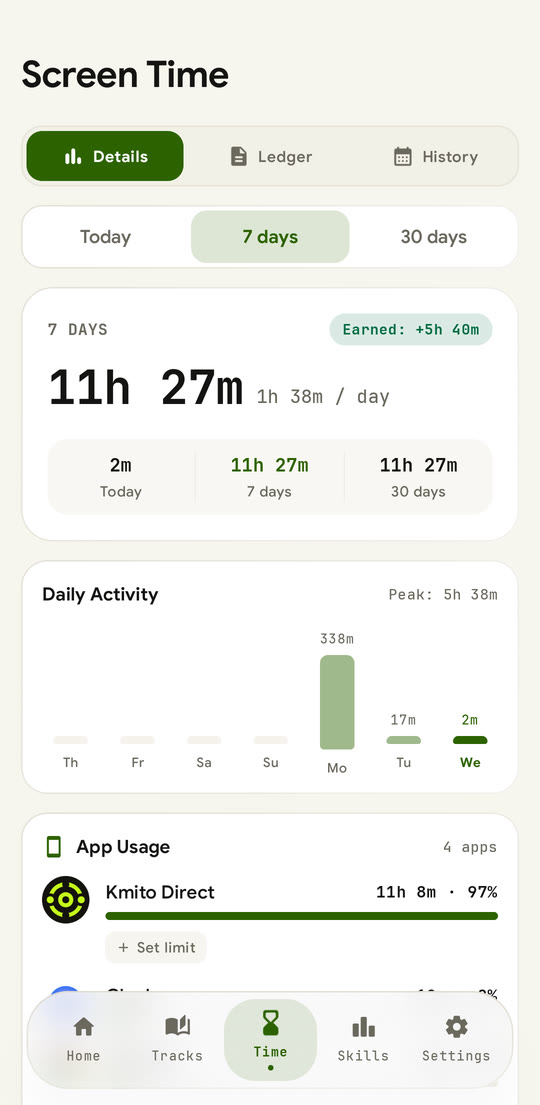 Screen Time
Details Ledger History
Today 7 days 30 days
7 DAYS Earned: +5h 40m
11h 27m 1h 38m / day
2m 11h 27m 11h 27m
Today 7 days 30 days
Daily Activity Peak: 5h 38m
338m
17m 2m
Th Fr Sa Su Mo Tu We
App Usage 4 apps
Kmito Direct 11h 8m · 97%
+ Set limit
Home Tracks Time Skills Settings